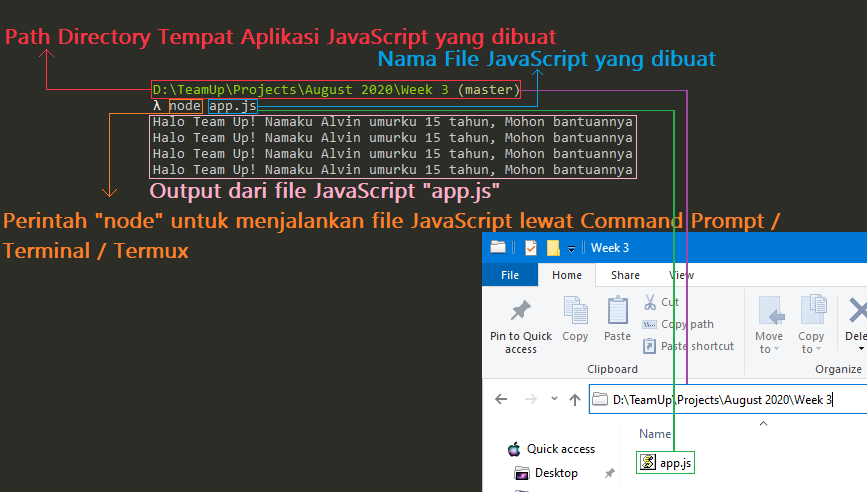 Path Directory Tempat Aplikasi JavaScript yang dibuat
Nama File JavaScript yang dibuat
D:\TeamUp\Projects\August 2020\Week 3 (master)
λ node app.js
Halo Team Up! Namaku Alvin umurku 15 tahun, Mohon bantuannya
Halo Team Up! Namaku Alvin umurku 15 tahun, Mohon bantuannya
Halo Team Up! Namaku Alvin umurku 15 tahun, Mohon bantuannya
Halo Team Up! Namaku Alvin umurku 15 tahun, Mohon bantuannya
Output dari file JavaScript "app.js"
Perintah "node" untuk menjalankan file JavaScript lewat Command Prompt /
Terminal / Termux
Week 3
File Home Share View
Pin to Quick
access
Copy
Paste
Cut
Copy path
Paste shortcut
Move
to
Copy
to
Dele
Clipboard
Organize
D:\TeamUp\Projects\August 2020\Week 3
Name
Quick access
app.js
Desktop